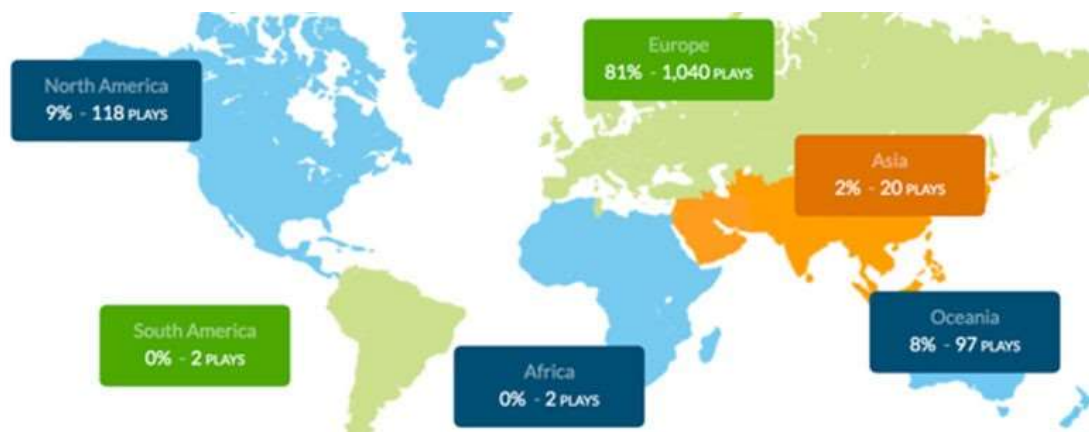 North America
9% - 118 PLAYS
Europe
81% - 1,040 PLAYS
Asia
2% - 20 PLAYS
South America
0% - 2 PLAYS
Africa
0% - 2 PLAYS
Oceania
8% - 97 PLAYS